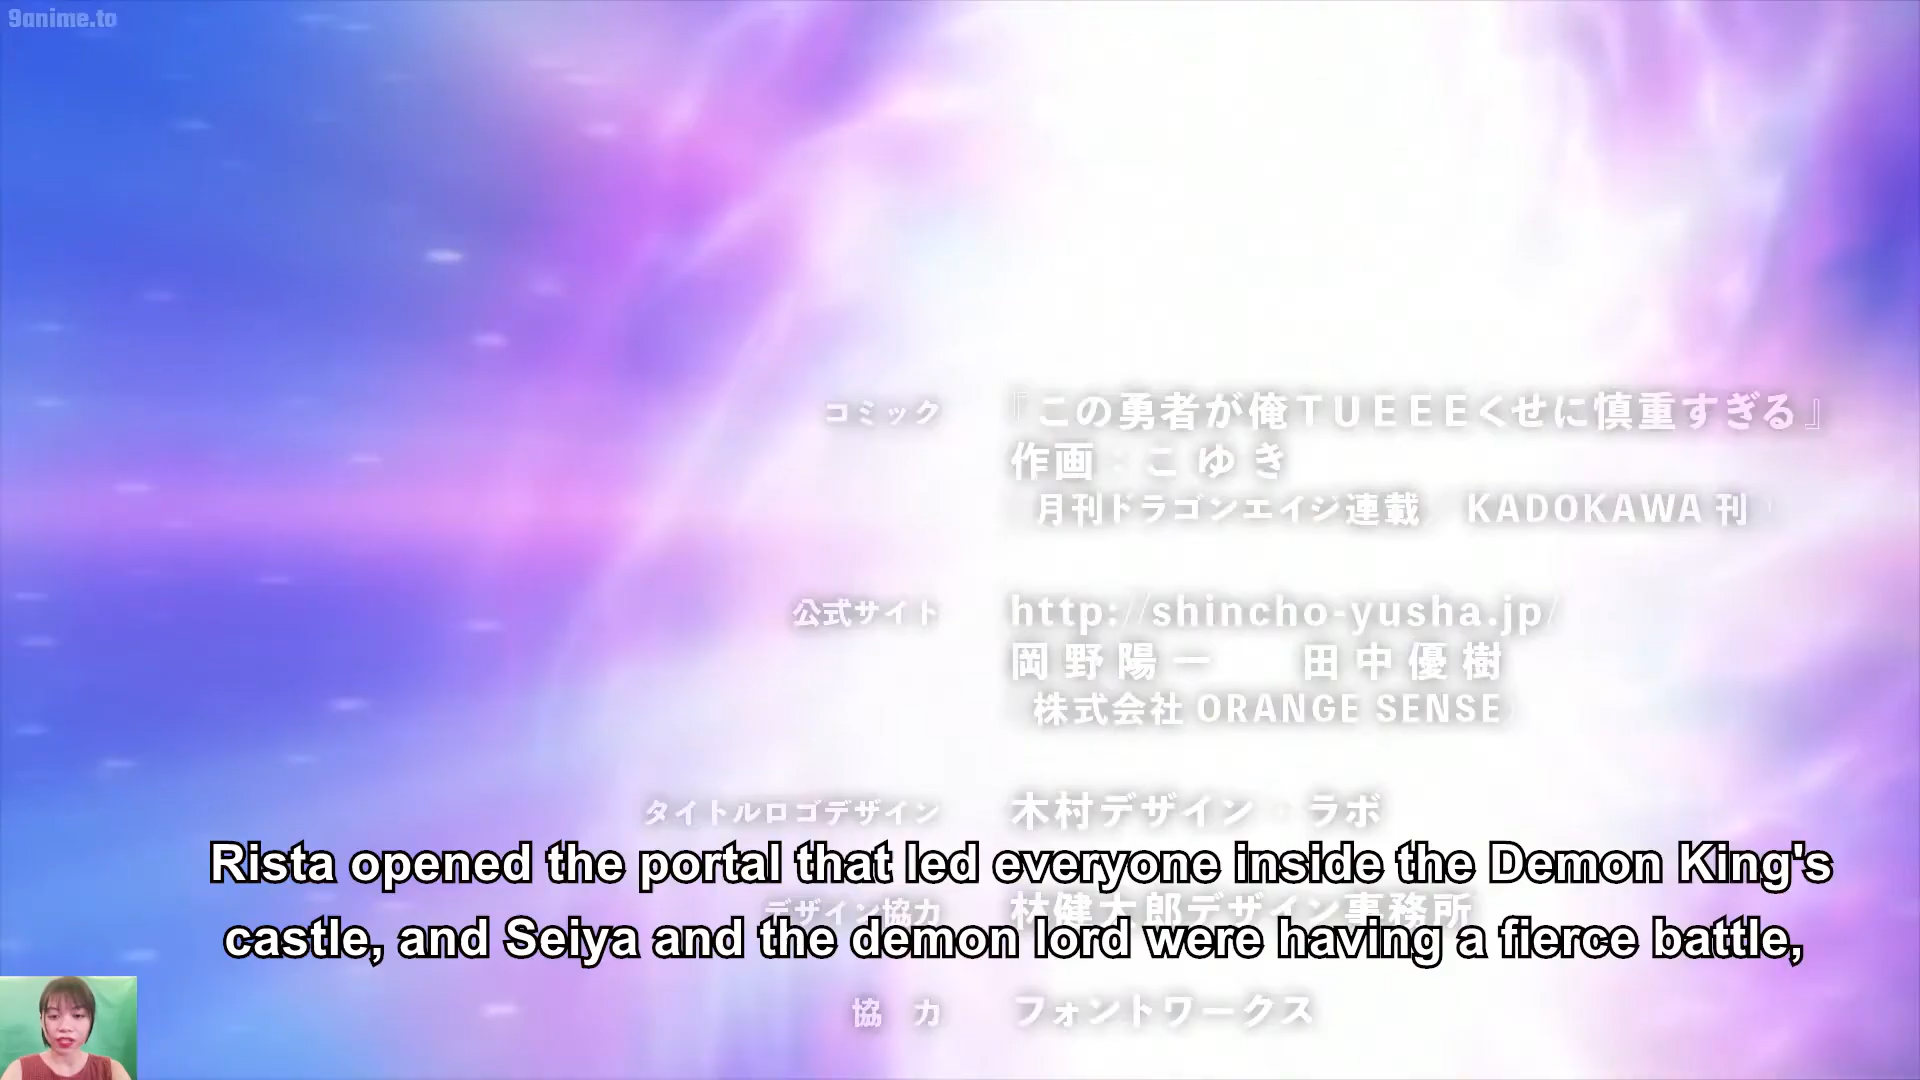 9anime.to
コミック 『この勇者が俺TUEEEくせに慎重すぎる』
作画：こゆき
月刊ドラゴンエイジ連載／KADOKAWA刊
公式サイト http://shincho-yusha.jp/
岡野陽一 田中優樹
株式会社ORANGE SENSE
タイトルロゴデザイン 木村デザイン・ラボ
Rista opened the portal that led everyone inside the Demon King's
デザイン協力 林健太郎デザイン事務所
castle, and Seiya and the demon lord were having a fierce battle,
協力 フォントワークス